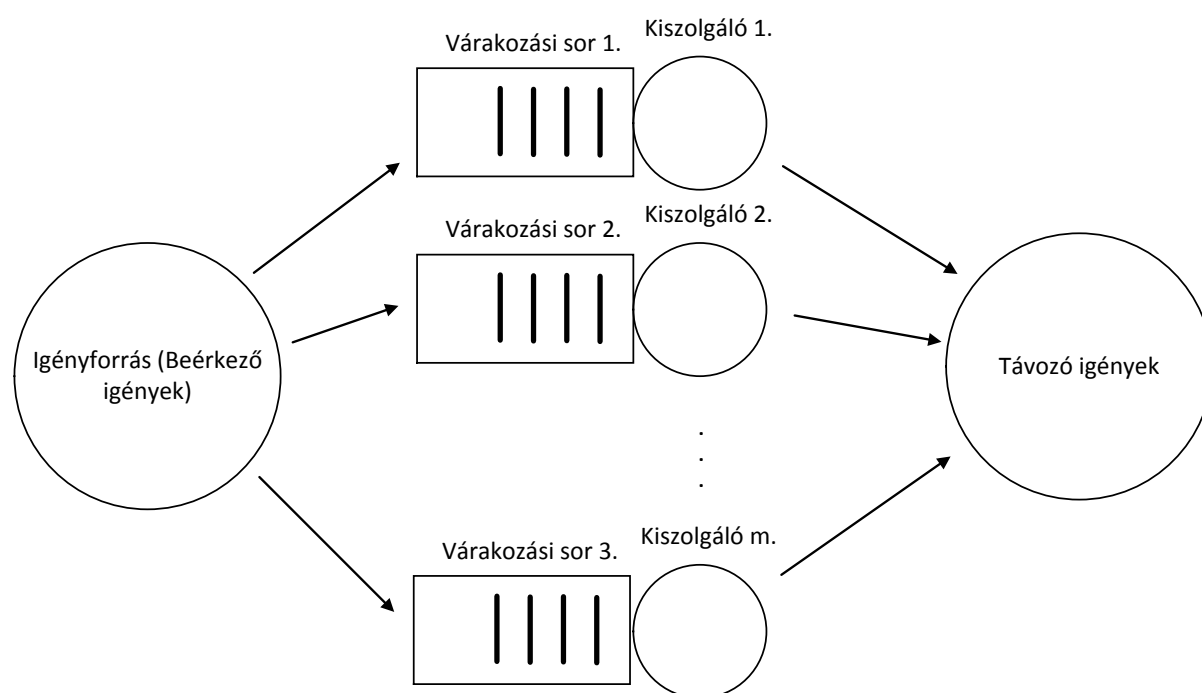 Kiszolgáló 1.
Várakozási sor 1.
Kiszolgáló 2.
Várakozási sor 2.
Igényforrás (Beérkező
igények)
Távozó igények
.
.
.
Kiszolgáló m.
Várakozási sor 3.